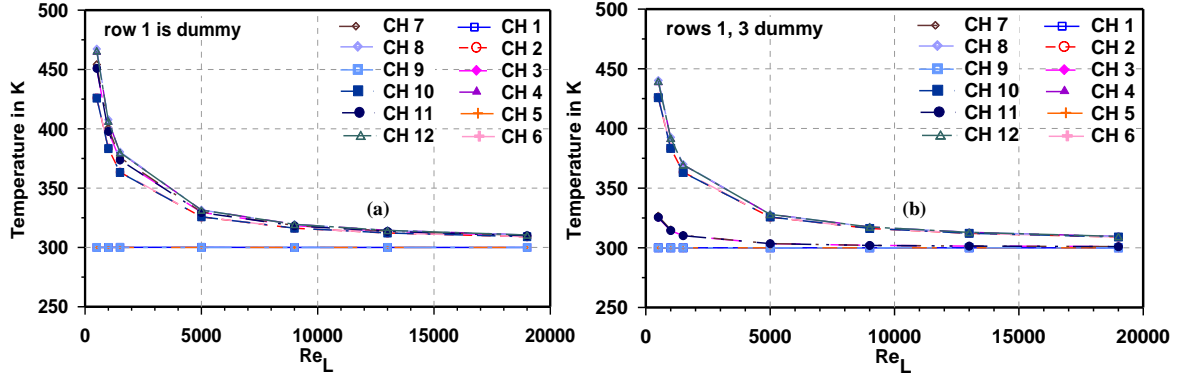 500
450
400
350
300
250
Temperature in K
row 1 is dummy
CH 7
CH 8
CH 9
CH 10
CH 11
CH 12
CH 1
CH 2
CH 3
CH 4
CH 5
CH 6
(a)
0 5000 10000 15000 20000
ReL
500
450
400
350
300
250
Temperature in K
rows 1, 3 dummy
CH 7
CH 8
CH 9
CH 10
CH 11
CH 12
CH 1
CH 2
CH 3
CH 4
CH 5
CH 6
(b)
0 5000 10000 15000 20000
ReL